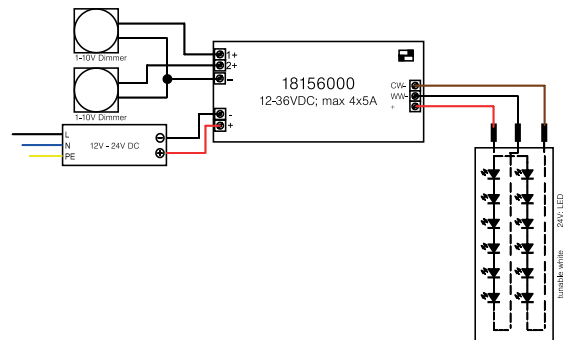 1-10V Dimmer
1-10V Dimmer
L
N
PE
12V - 24V DC
1+
2+
-
-
+
18156000
12-36VDC; max 4x5A
CW-
WW-
+
24V; LED
tunable white